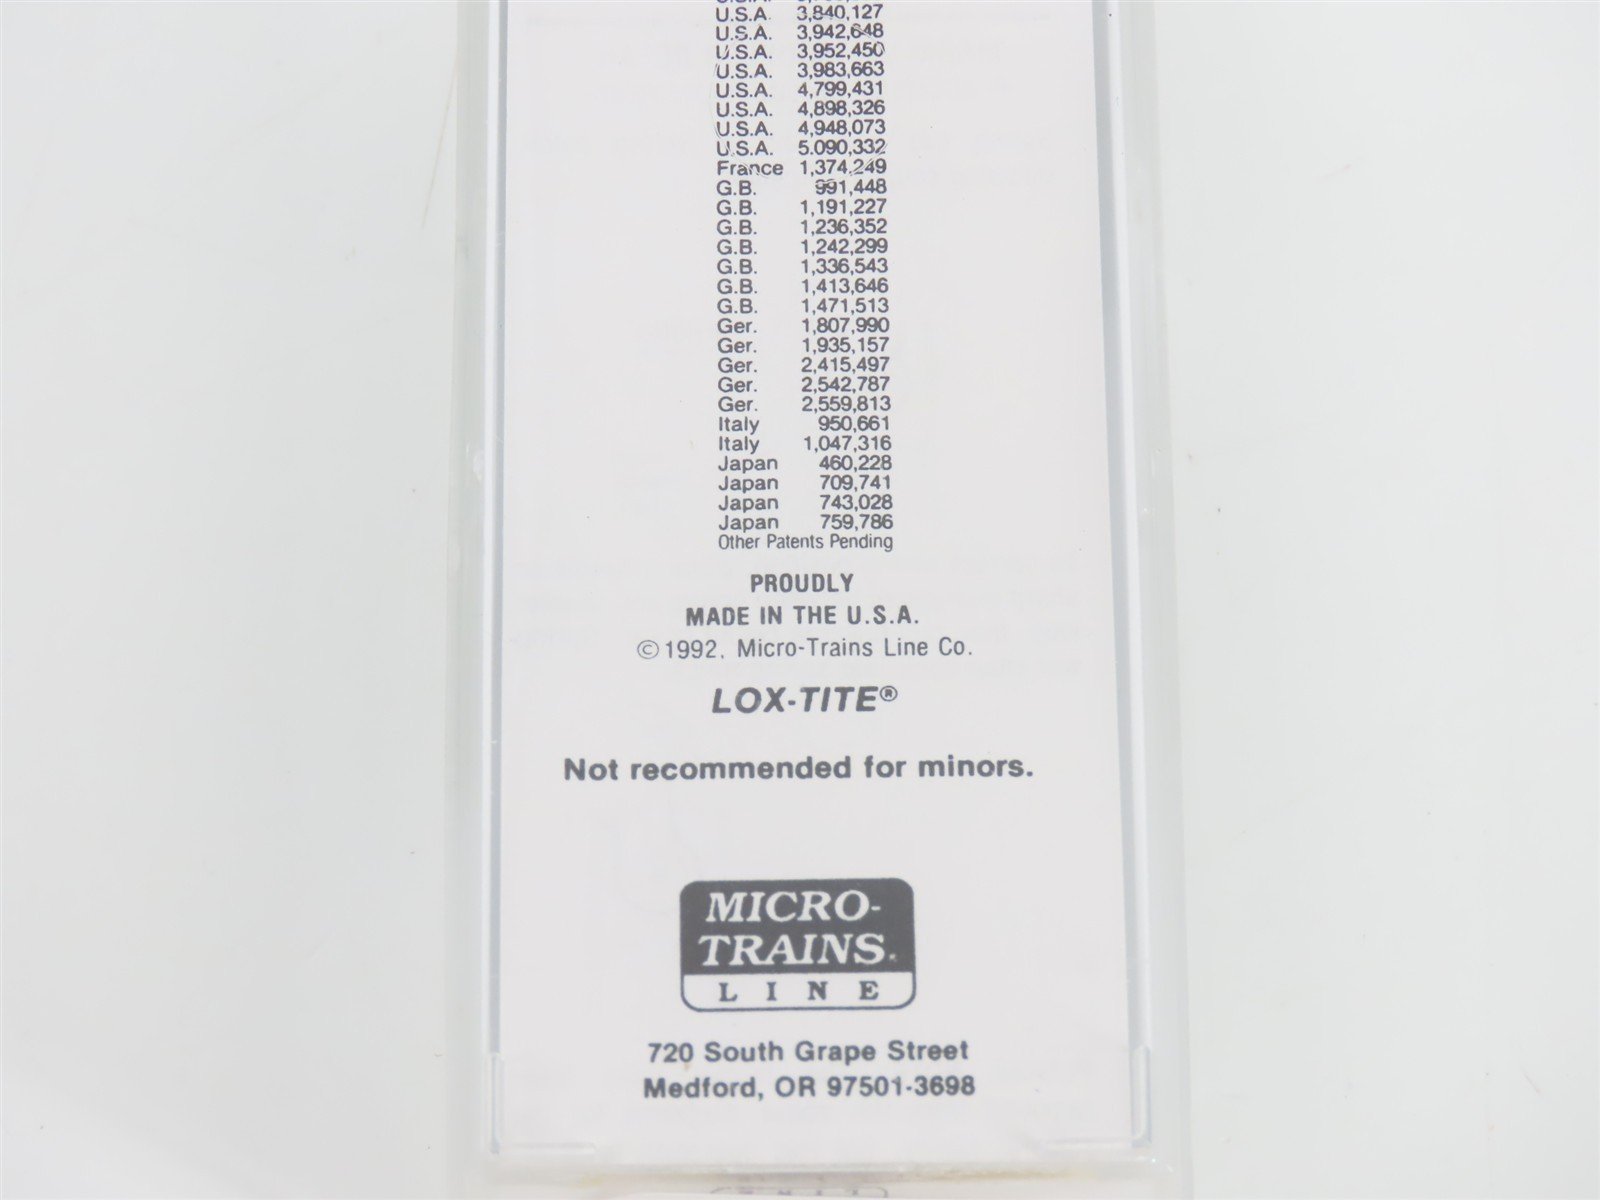 U.S.A. 3,840,127
U.S.A. 3,942,648
U.S.A. 3,952,450
U.S.A. 3,983,663
U.S.A. 4,799,431
U.S.A. 4,898,326
U.S.A. 4,948,073
U.S.A. 5.090,332
France 1,374,249
G.B. 991,448
G.B. 1,191,227
G.B. 1,236,352
G.B. 1,242,299
G.B. 1,336,543
G.B. 1,413,646
G.B. 1,471,513
Ger. 1,807,990
Ger. 1,935,157
Ger. 2,415,497
Ger. 2,542,787
Ger. 2,559,813
Italy 950,661
Italy 1,047,316
Japan 460,228
Japan 709,741
Japan 743,028
Japan 759,786
Other Patents Pending
PROUDLY
MADE IN THE U.S.A.
©1992. Micro-Trains Line Co.
LOX-TITE®
Not recommended for minors.
MICRO-
TRAINS®
LINE
720 South Grape Street
Medford, OR 97501-3698